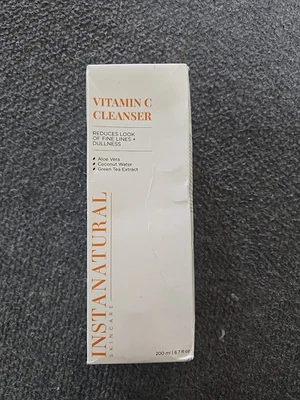 VITAMIN C
CLEANSER
REDUCES LOOK
OF FINE LINES +
DULLNESS
Aloe Vera
Coconut Water
Green Tea Extract
INSTANATURAL
SKINCARE
200 ml | 6.7 fl oz